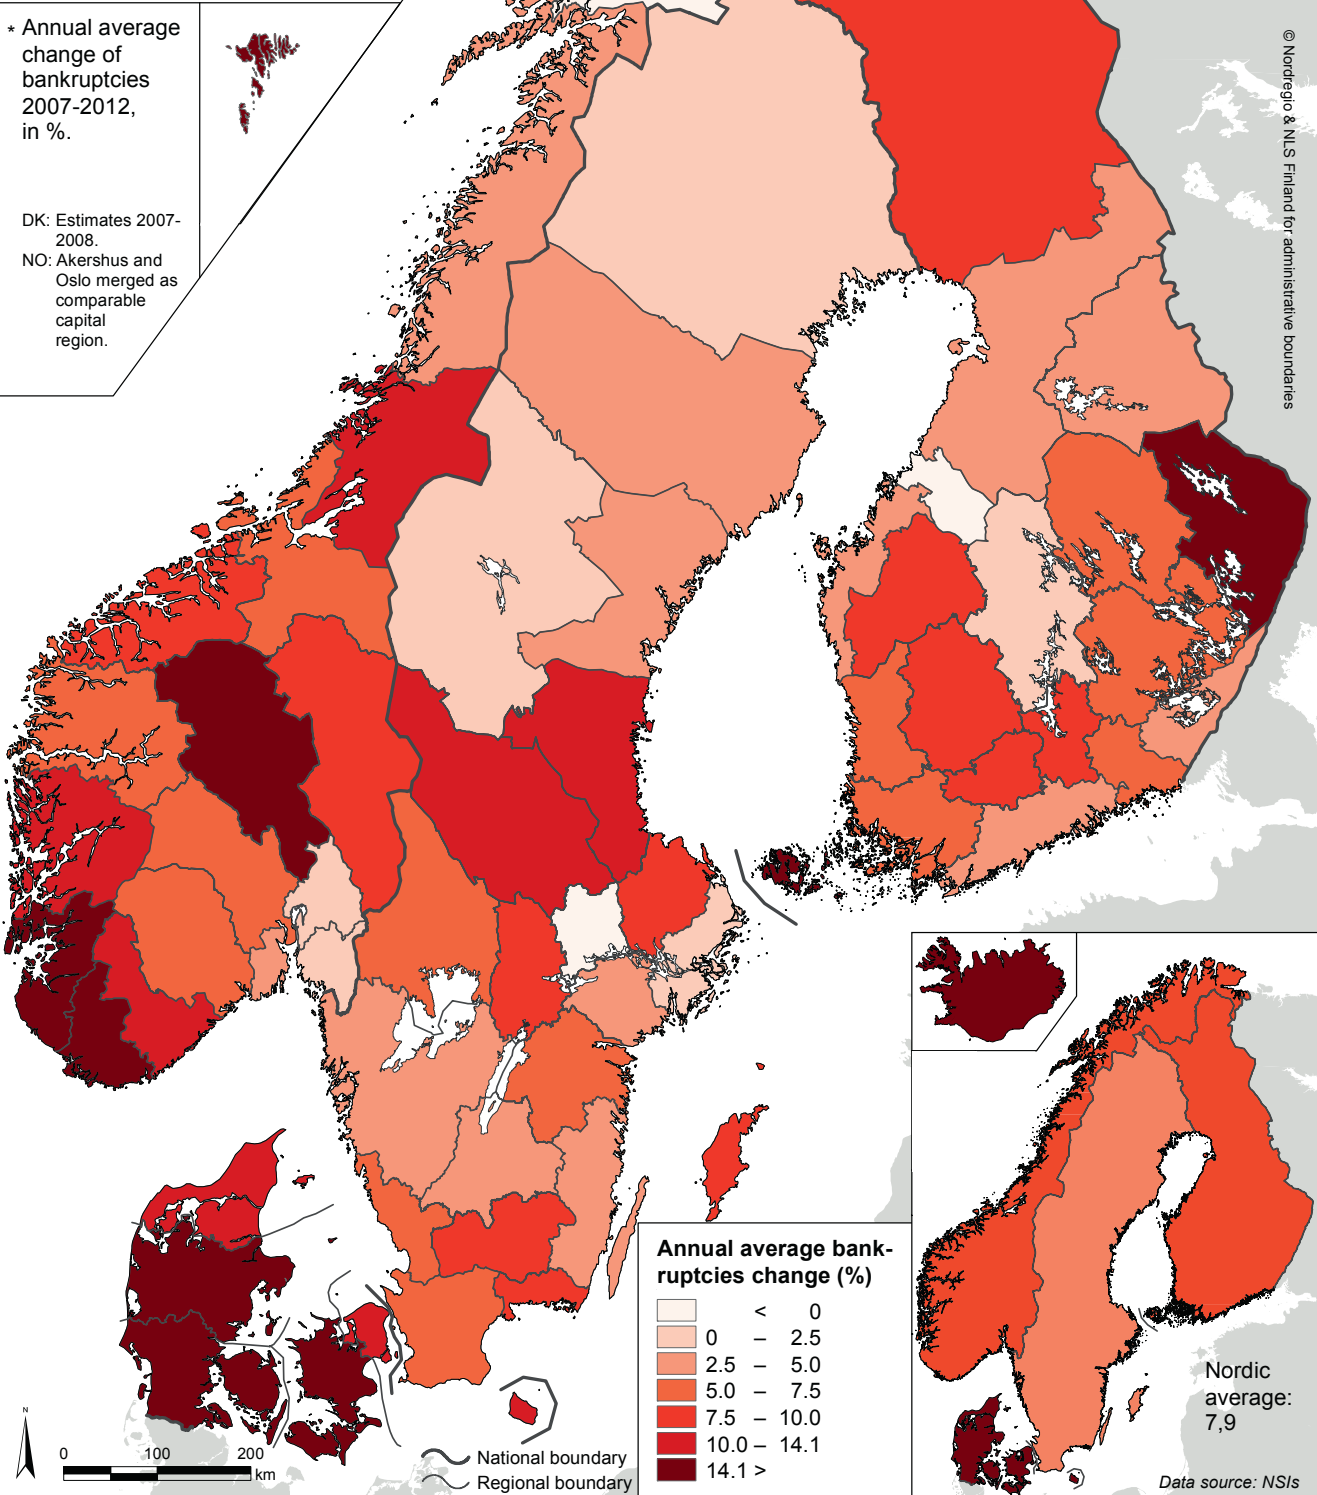 * Annual average
change of
bankruptcies
2007-2012,
in %.
DK: Estimates 2007-
2008.
NO: Akershus and
Oslo merged as
comparable
capital
region.
© Nordregio & NLS Finland for administrative boundaries
Annual average bank-
ruptcies change (%)
< 0
0 – 2.5
2.5 – 5.0
5.0 – 7.5
7.5 – 10.0
10.0 – 14.1
14.1 >
Nordic
average:
7,9
N
0 100 200
km
National boundary
Regional boundary
Data source: NSIs